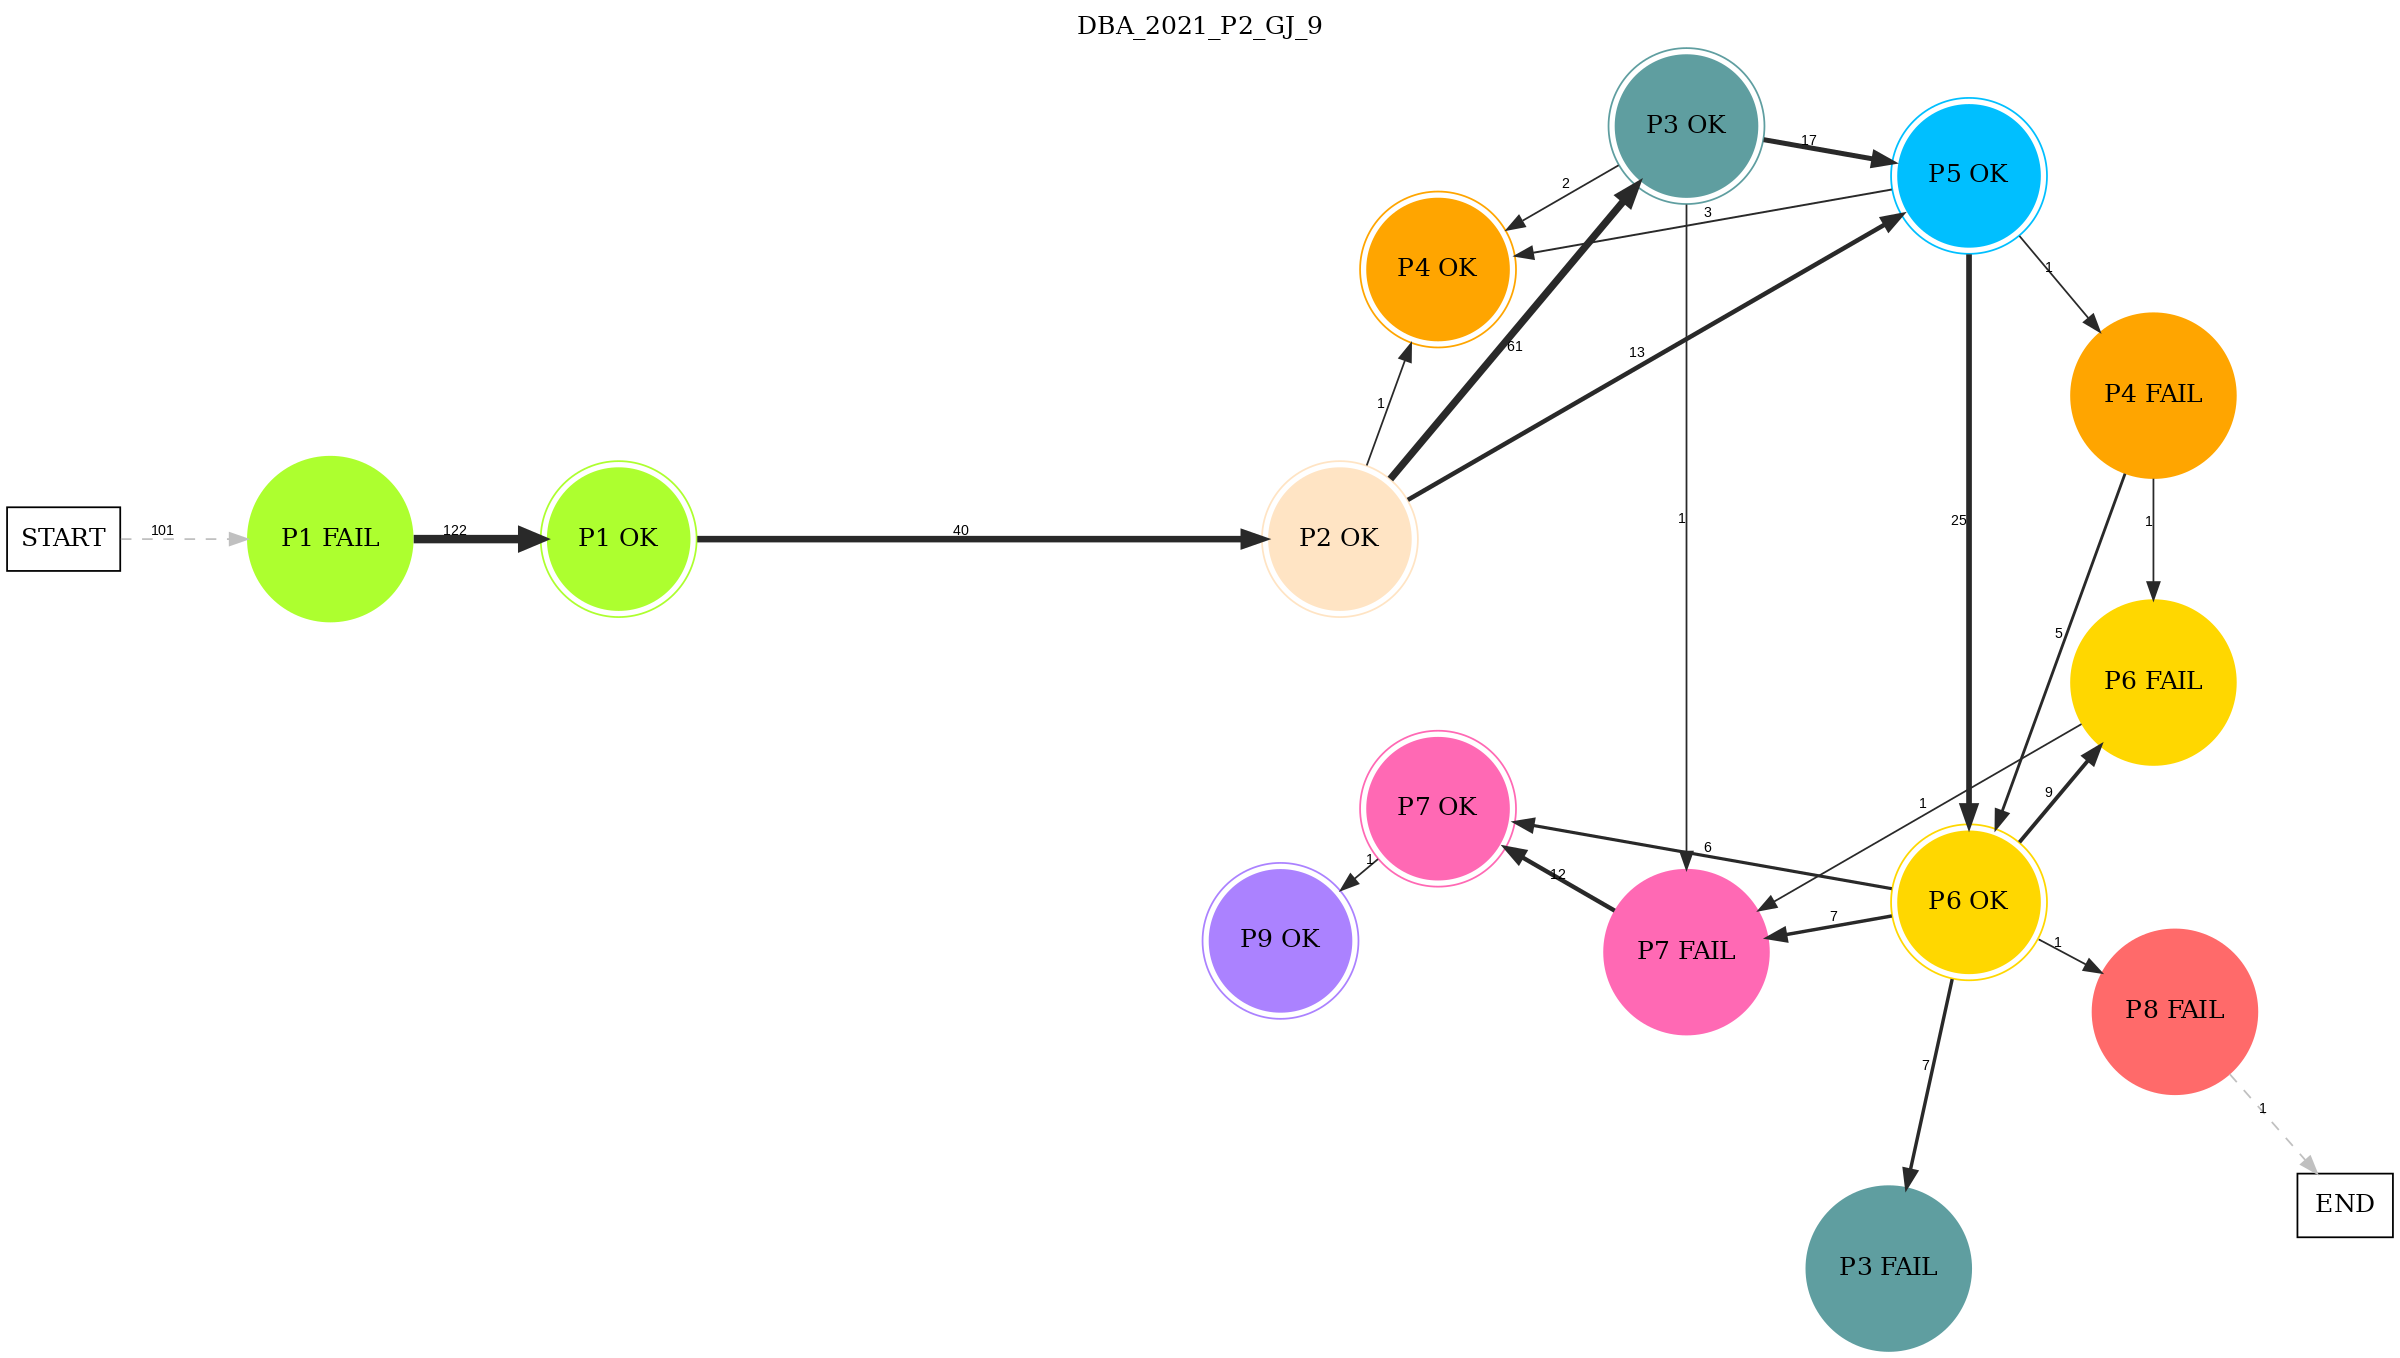 DBA_2021_P2_GJ_9
P3 OK
17
P5 OK
2
3
P4 OK
1
61
13
1
P4 FAIL
START
101
P1 FAIL
122
P1 OK
40
P2 OK
1
25
1
5
P6 FAIL
P7 OK
6
1
9
1
12
7
P6 OK
1
P9 OK
P7 FAIL
P8 FAIL
7
1
END
P3 FAIL